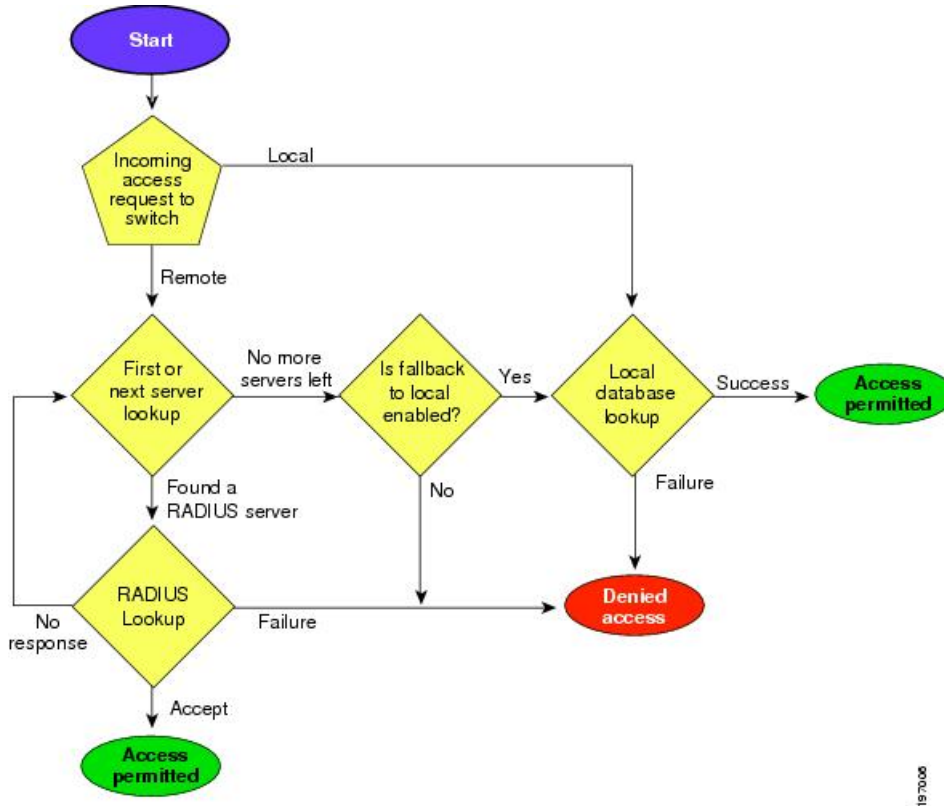 Start
Incoming
access
request to
switch
Local
Remote
First or
next server
lookup
No more
servers left
Is fallback
to local
enabled?
Yes
Local
database
lookup
Success
Access
permitted
Found a
RADIUS server
No
Failure
RADIUS
Lookup
No
response
Failure
Denied
access
Accept
Access
permitted
197006